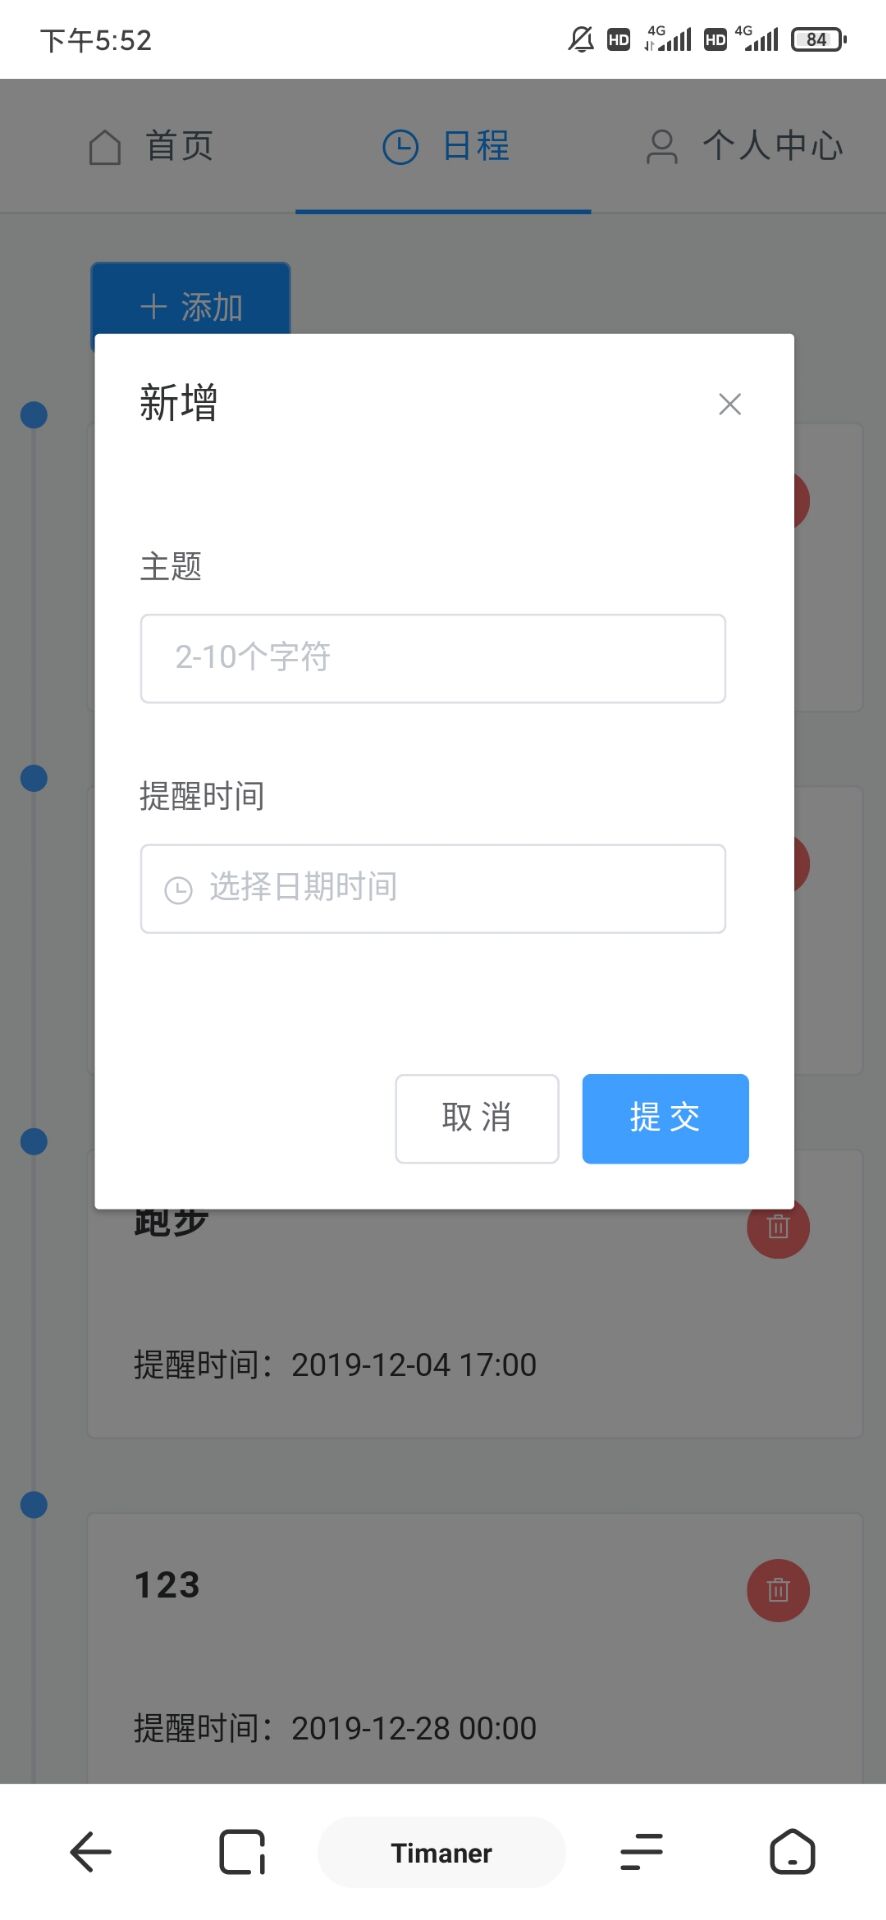 下午5:52
HD 4G HD 4G 84
首页 日程 个人中心
添加
新增
主题
2-10个字符
提醒时间
选择日期时间
取消 提交
跑步
提醒时间：2019-12-04 17:00
123
提醒时间：2019-12-28 00:00
Timaner